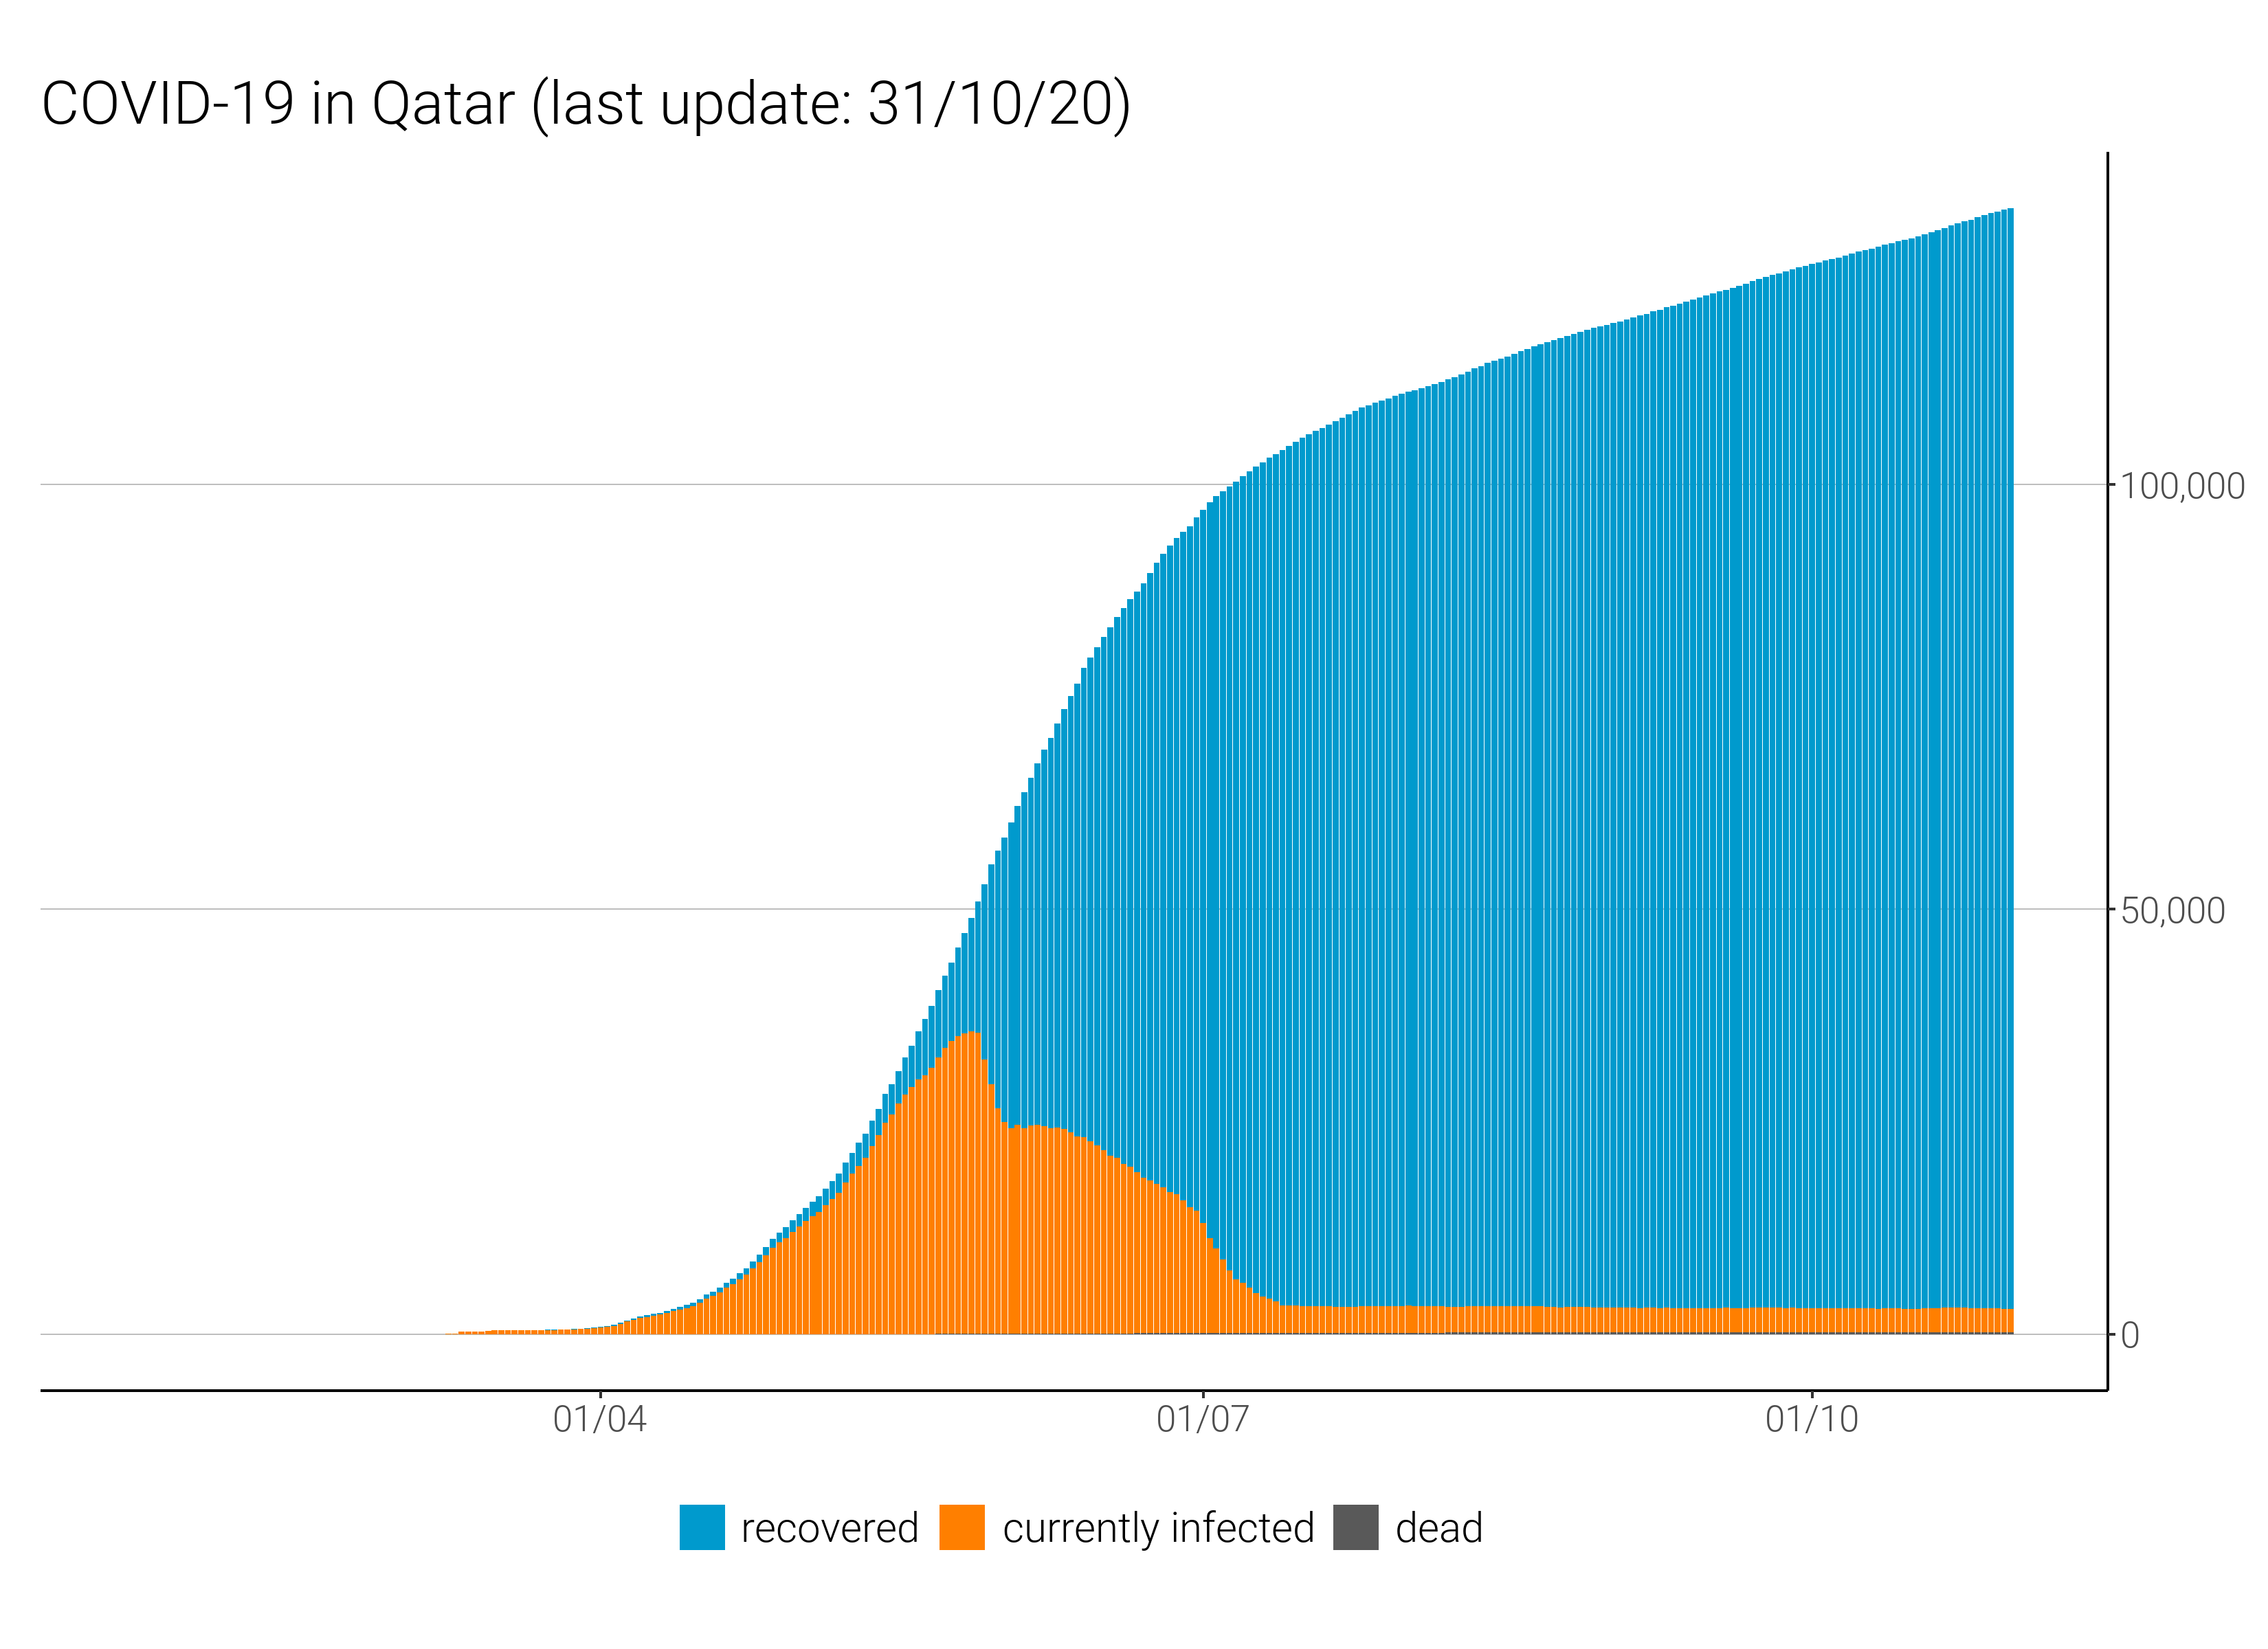 COVID-19 in Qatar (last update: 31/10/20)
100,000
50,000
0
01/04 01/07 01/10
recovered currently infected dead